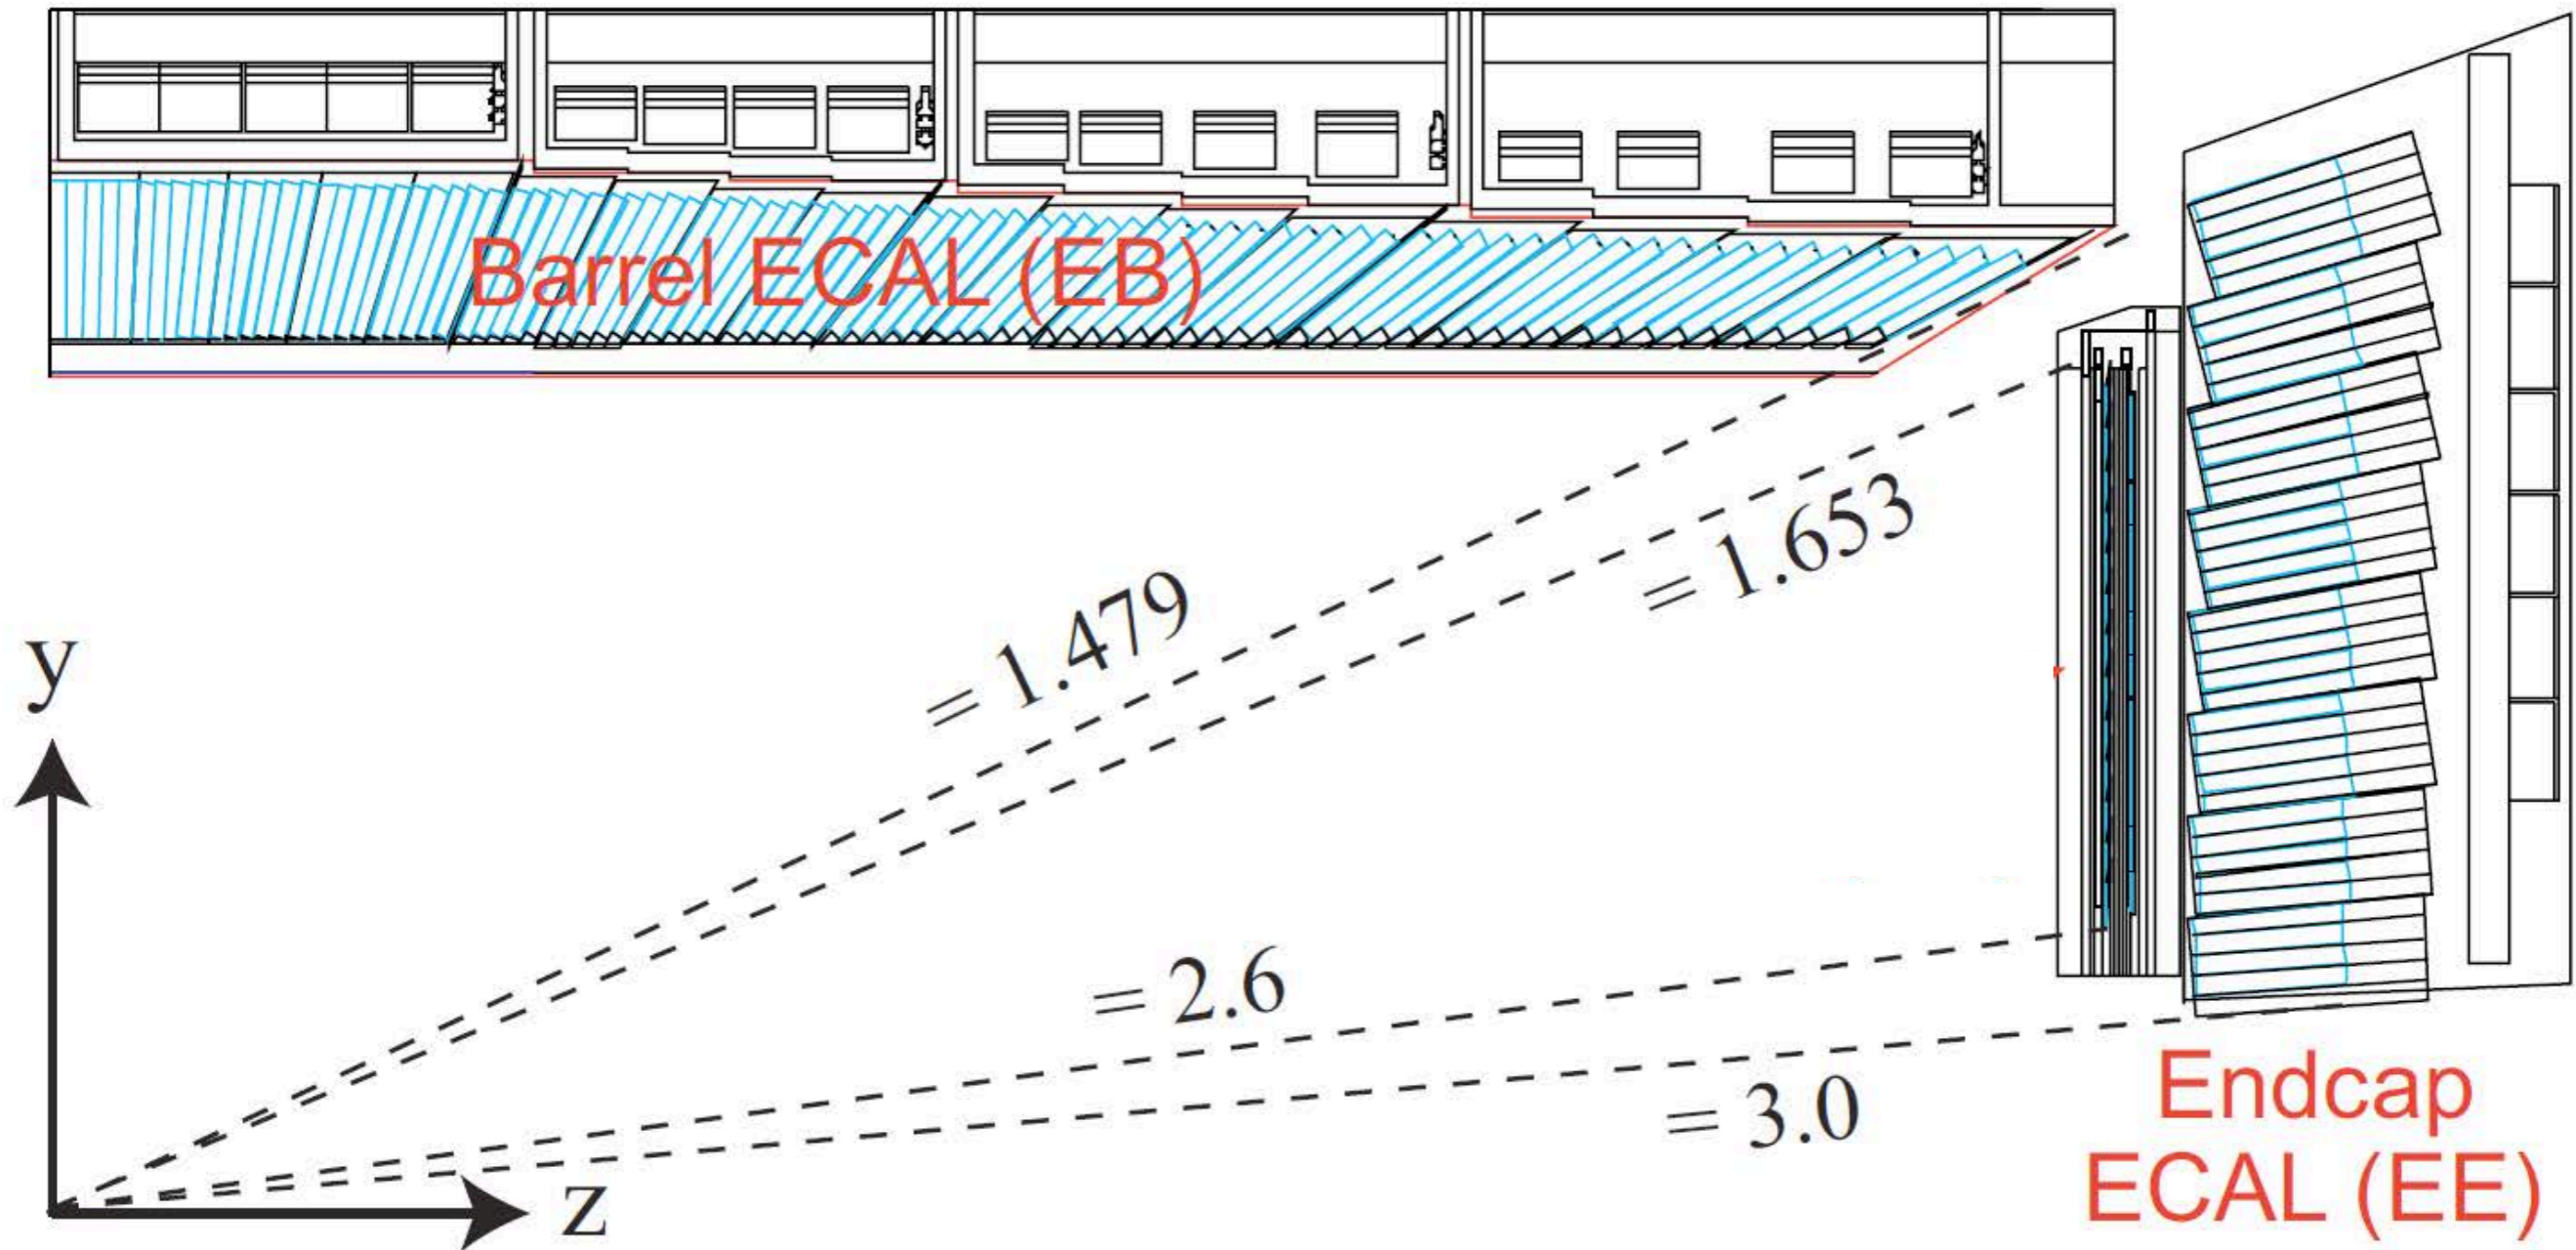 Barrel ECAL (EB)
= 1.653
= 1.479
y
= 2.6
= 3.0
z
Endcap
ECAL (EE)